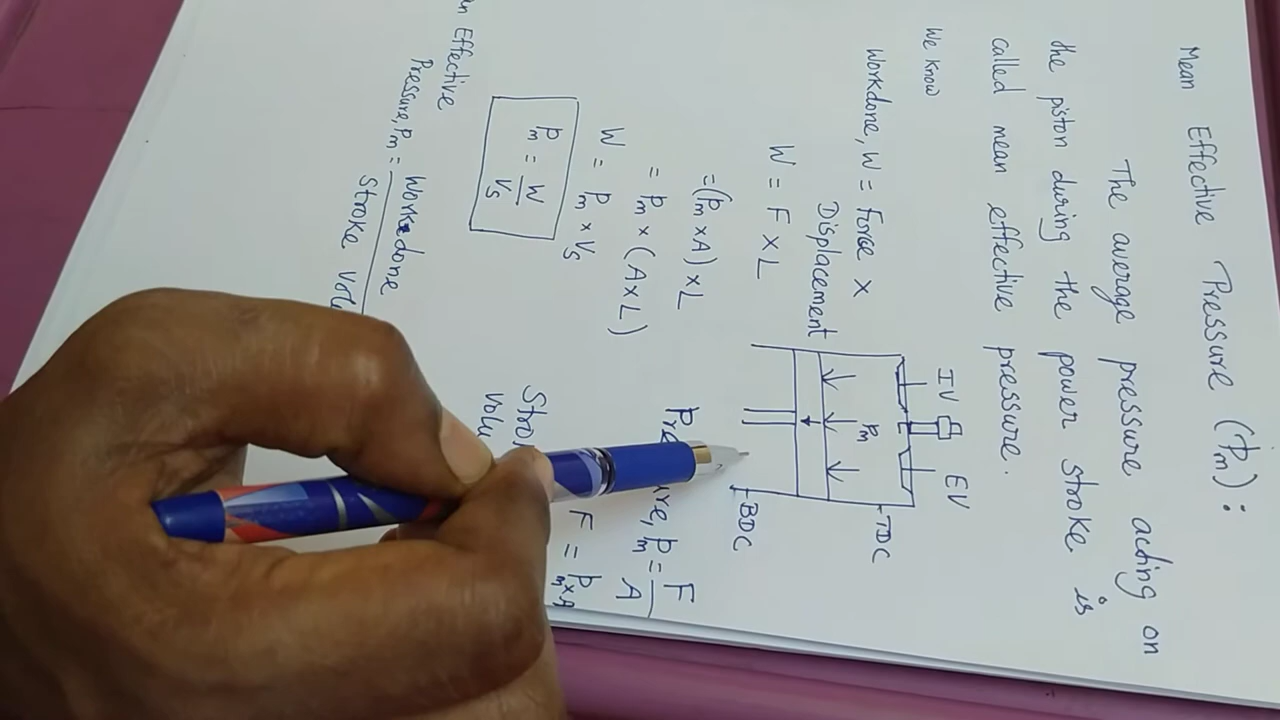 Mean Effective Pressure (Pm):
The average pressure acting on
the piston during the power stroke is
called mean effective pressure.
We know
Workdone, W = Force x
Displacement
W = F x L
= (Pm x A) x L
= Pm x (A x L)
W = Pm x Vs
Pm = W/Vs
Effective
Pressure, Pm = Workdone
Stroke
IV EV
Pm
TDC
BDC
Pm = F/A
F = Pm x A